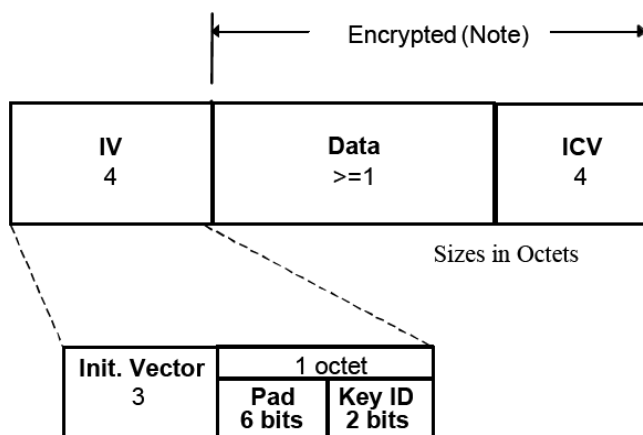 Encrypted (Note)
IV
4
Data
>=1
ICV
4
Sizes in Octets
Init. Vector
3
1 octet
Pad
6 bits
Key ID
2 bits